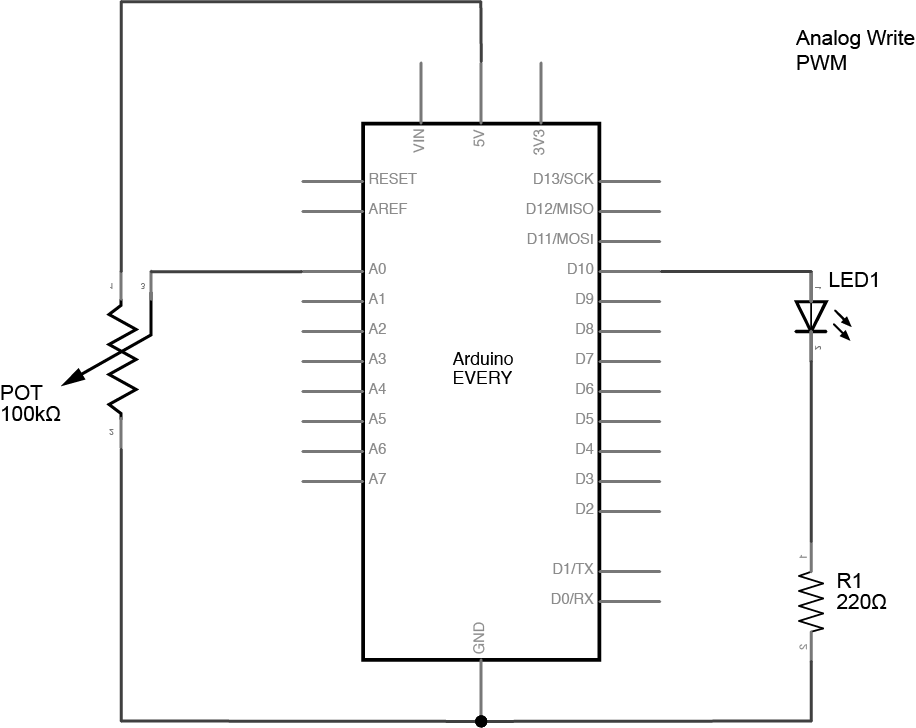 Analog Write
PWM
VIN
5V
3V3
RESET
AREF
A0
A1
A2
A3
A4
A5
A6
A7
D13/SCK
D12/MISO
D11/MOSI
D10
D9
D8
D7
D6
D5
D4
D3
D2
D1/TX
D0/RX
GND
Arduino
EVERY
1
3
2
POT
100kΩ
LED1
1
2
R1
220Ω
1
2